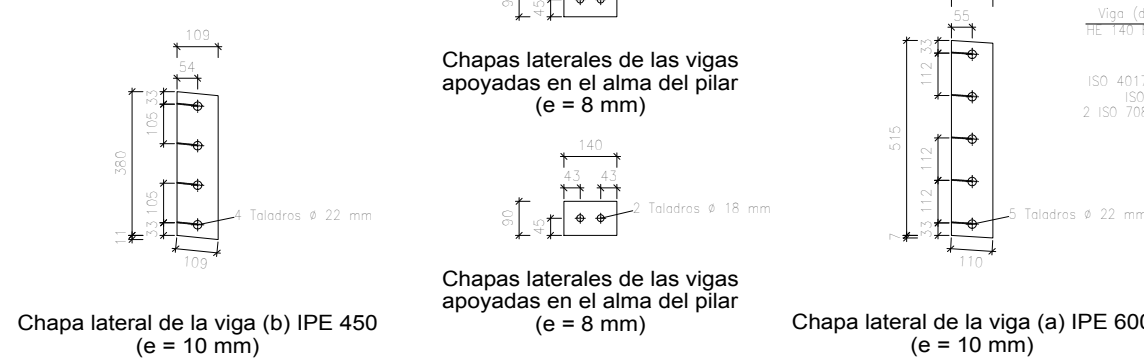 109
54
33
105
380
105
33
11
4 Taladros ø 22 mm
109
Chapa lateral de la viga (b) IPE 450
(e = 10 mm)
45
Chapas laterales de las vigas
apoyadas en el alma del pilar
(e = 8 mm)
140
43 43
90
45
2 Taladros ø 18 mm
Chapas laterales de las vigas
apoyadas en el alma del pilar
(e = 8 mm)
55
33
112
515
112
112
33
7
5 Taladros ø 22 mm
110
Chapa lateral de la viga (a) IPE 600
(e = 10 mm)
Viga (d
HE 140
ISO 4017
ISO
2 ISO 708